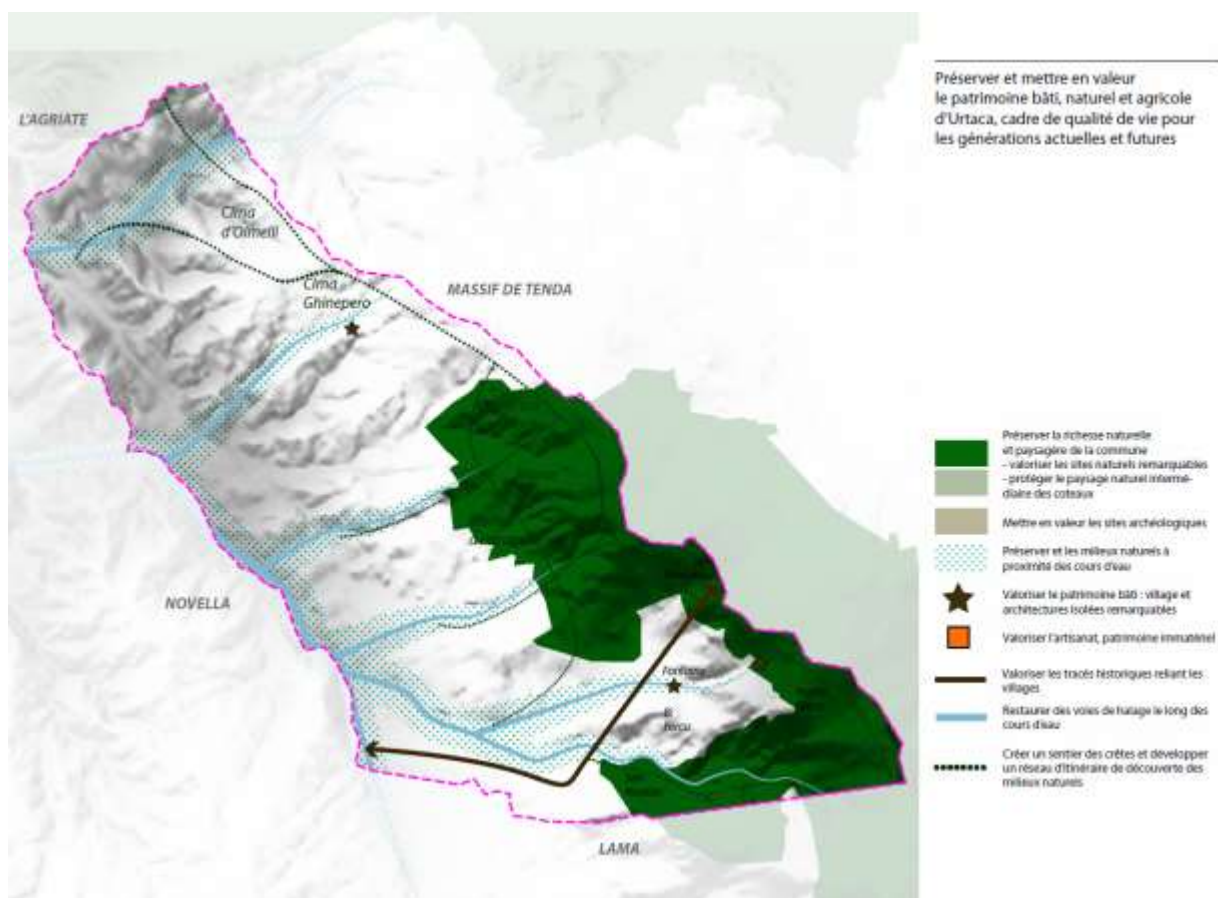 Préserver et mettre en valeur
le patrimoine bâti, naturel et agricole
d'Urtaca, cadre de qualité de vie pour
les générations actuelles et futures
L'AGRIATE
Cima
d'Olmelli
Cima
Ghinepero
MASSIF DE TENDA
NOVELLA
LAMA
Préserver la richesse naturelle
et paysagère de la commune
- valoriser les sites naturels remarquables
- protéger le paysage naturel intermé-
diaire des coteaux
Mettre en valeur les sites archéologiques
Préserver et les milieux naturels à
proximité des cours d'eau
Valoriser le patrimoine bâti : village et
architectures isolées remarquables
Valoriser l'artisanat, patrimoine immatériel
Valoriser les tracés historiques reliant les
villages
Restaurer des voies de halage le long des
cours d'eau
Créer un sentier des crêtes et développer
un réseau d'itinéraire de découverte des
milieux naturels